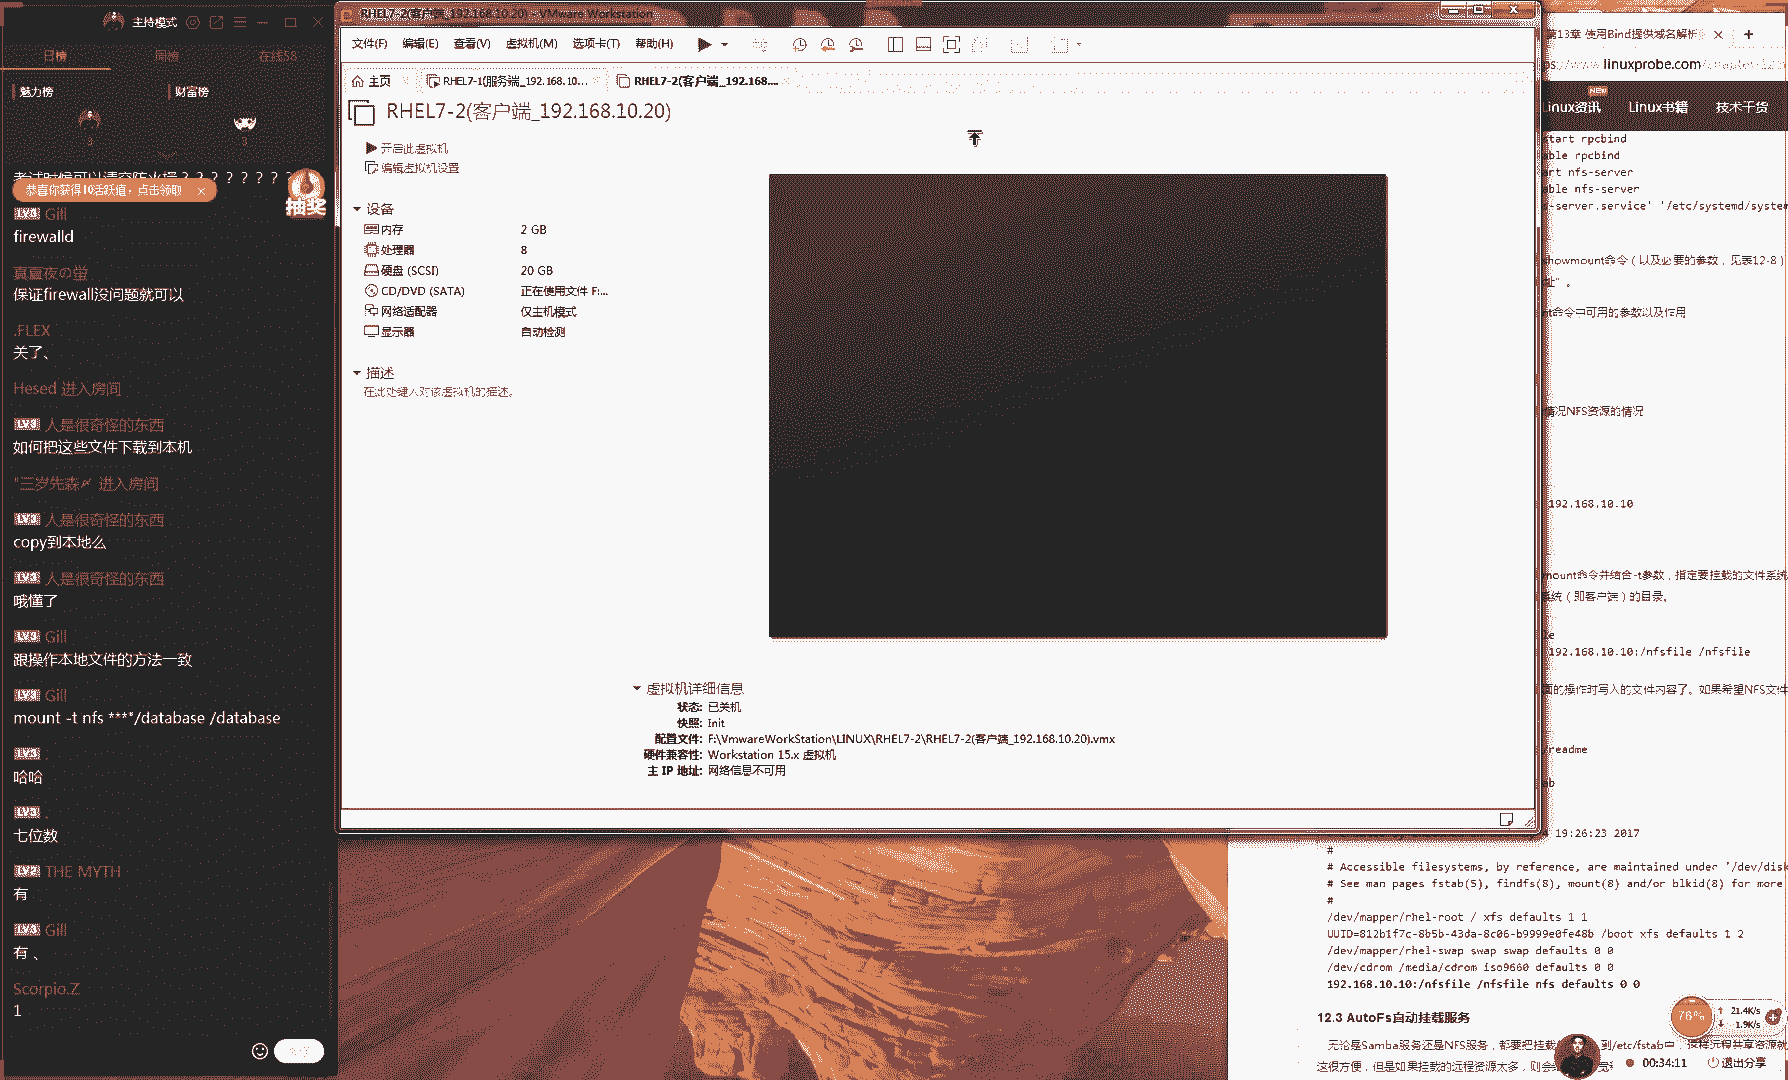 主持模式
日榜
周榜
在线58
魅力榜
财富榜
3
3
考试时候可以清空防火墙？？？？？？？
恭喜你获得10活跃值，点击领取
抽奖
Gill
firewalld
真夏夜の蛍
保证firewall没问题就可以
.FLEX
关了、
Hesed 进入房间
人是很奇怪的东西
如何把这些文件下载到本机
"三岁先森〆 进入房间
人是很奇怪的东西
copy到本地么
人是很奇怪的东西
哦懂了
Gill
跟操作本地文件的方法一致
Gill
mount -t nfs ***"/database /database
.
哈哈
.
七位数
THE MYTH
有
Gill
有 、
Scorpio.Z
1
RHEL7-2(客户端_192.168.10.20) - VMware Workstation
文件(F) 编辑(E) 查看(V) 虚拟机(M) 选项卡(T) 帮助(H)
主页
RHEL7-1(服务端_192.168.10...
RHEL7-2(客户端_192.168....
RHEL7-2(客户端_192.168.10.20)
开启此虚拟机
编辑虚拟机设置
设备
内存 2 GB
处理器 8
硬盘 (SCSI) 20 GB
CD/DVD (SATA) 正在使用文件 F:...
网络适配器 仅主机模式
显示器 自动检测
描述
在此处键入对该虚拟机的描述。
虚拟机详细信息
状态: 已关机
快照: Init
配置文件: F:\VmwareWorkStation\LINUX\RHEL7-2\RHEL7-2(客户端_192.168.10.20).vmx
硬件兼容性: Workstation 15.x 虚拟机
主 IP 地址: 网络信息不可用
第13章 使用Bind提供域名解析
linuxprobe.com
NEW
Linux资讯 Linux书籍 技术干货
start rpcbind
able rpcbind
art nfs-server
able nfs-server
s-server.service' '/etc/systemd/system
showmount命令（以及必要的参数，见表12-8）
址"。
nt命令中可用的参数以及作用
情况NFS资源的情况
192.168.10.10
mount命令并结合-t参数，指定要挂载的文件系统
系统（即客户端）的目录。
le
192.168.10.10:/nfsfile /nfsfile
面的操作时写入的文件内容了。如果希望NFS文件
/readme
ab
4 19:26:23 2017
#
# Accessible filesystems, by reference, are maintained under '/dev/disk
# See man pages fstab(5), findfs(8), mount(8) and/or blkid(8) for more
#
/dev/mapper/rhel-root / xfs defaults 1 1
UUID=812b1f7c-8b5b-43da-8c06-b9999e0fe48b /boot xfs defaults 1 2
/dev/mapper/rhel-swap swap swap defaults 0 0
/dev/cdrom /media/cdrom iso9660 defaults 0 0
192.168.10.10:/nfsfile /nfsfile nfs defaults 0 0
12.3 AutoFs自动挂载服务
无论是Samba服务还是NFS服务，都要把挂载 到/etc/fstab中，这样远程共享资源就
这很方便，但是如果挂载的远程资源太多，则会
76%
21.4K/s
1.9K/s
00:34:11
退出分享